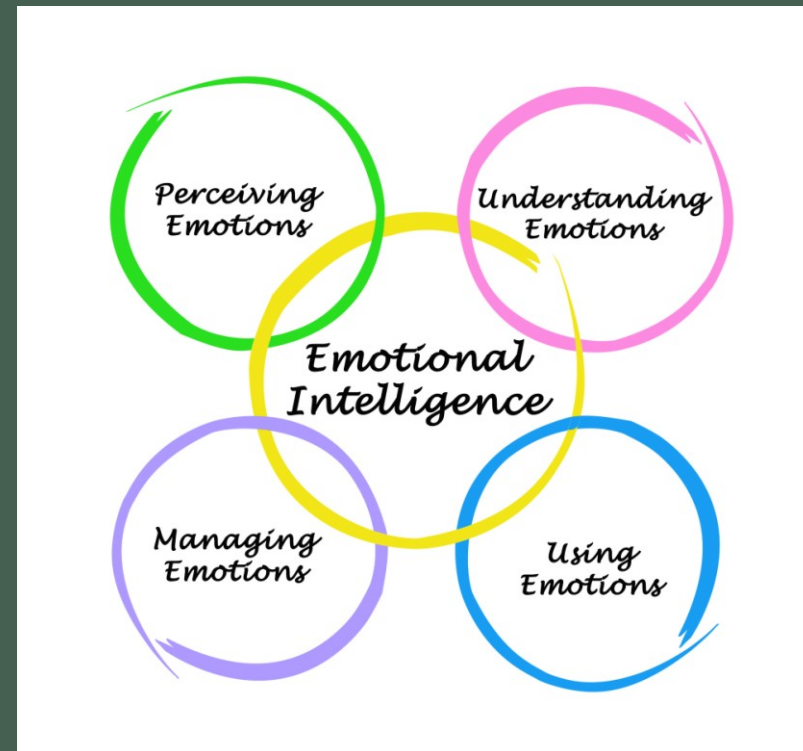 Perceiving
Emotions
Understanding
Emotions
Emotional
Intelligence
Managing
Emotions
Using
Emotions